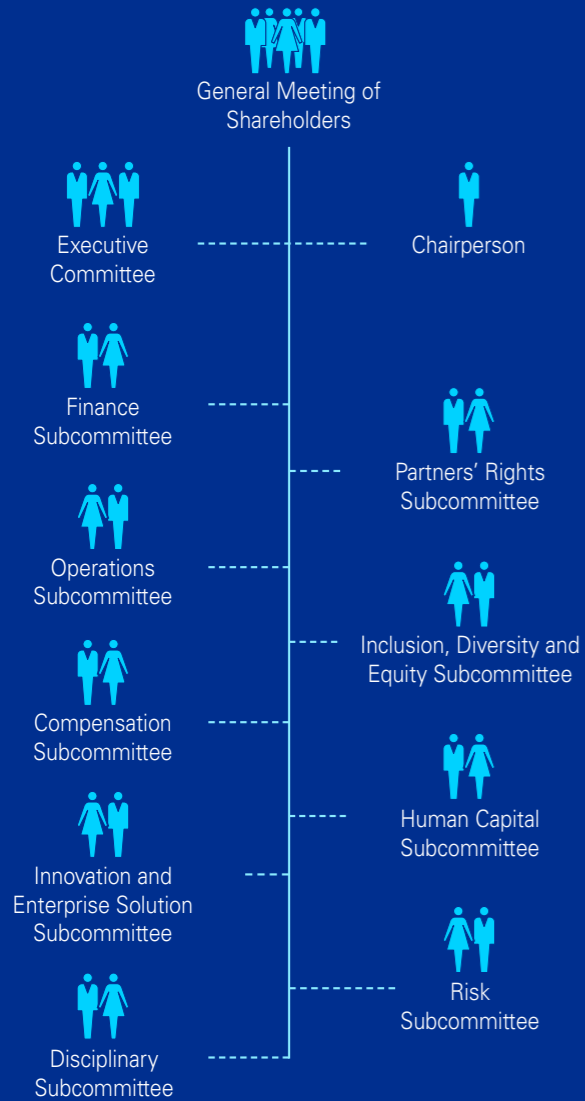 General Meeting of
Shareholders
Executive
Committee
Chairperson
Finance
Subcommittee
Partners’ Rights
Subcommittee
Operations
Subcommittee
Inclusion, Diversity and
Equity Subcommittee
Compensation
Subcommittee
Human Capital
Subcommittee
Innovation and
Enterprise Solution
Subcommittee
Risk
Subcommittee
Disciplinary
Subcommittee